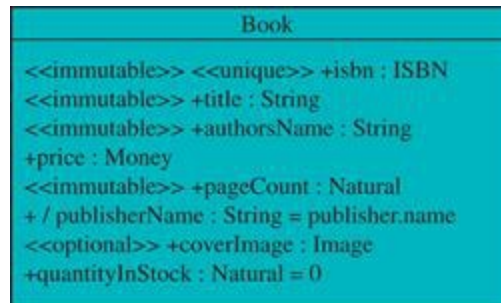 Book
<<immutable>> <<unique>> +isbn : ISBN
<<immutable>> +title : String
<<immutable>> +authorsName : String
+price : Money
<<immutable>> +pageCount : Natural
+ / publisherName : String = publisher.name
<<optional>> +coverImage : Image
+quantityInStock : Natural = 0